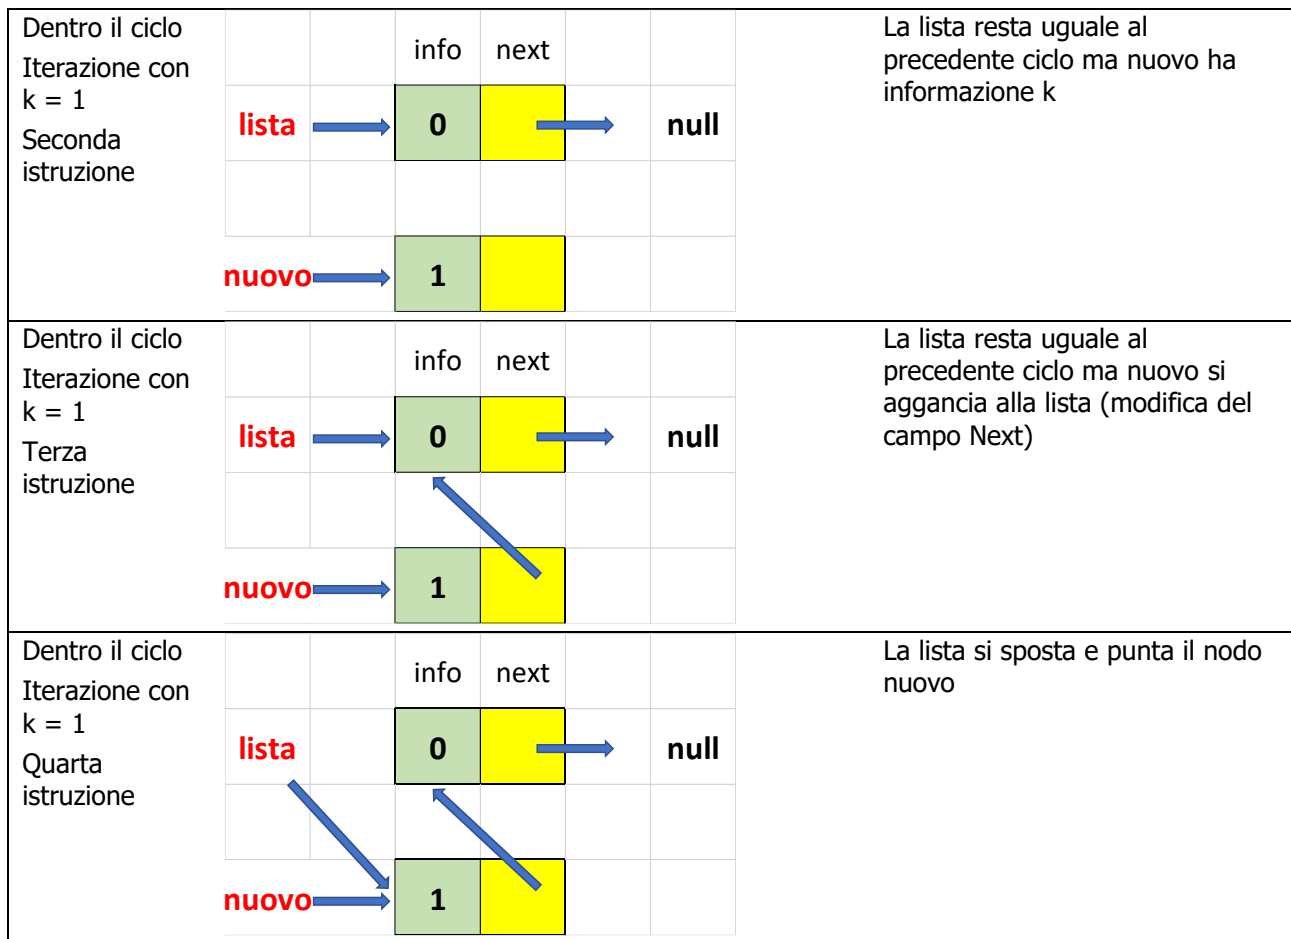 Dentro il ciclo
Iterazione con
k = 1
Seconda
istruzione
info next
lista 0 null
nuovo 1
La lista resta uguale al
precedente ciclo ma nuovo ha
informazione k
Dentro il ciclo
Iterazione con
k = 1
Terza
istruzione
info next
lista 0 null
nuovo 1
La lista resta uguale al
precedente ciclo ma nuovo si
aggancia alla lista (modifica del
campo Next)
Dentro il ciclo
Iterazione con
k = 1
Quarta
istruzione
info next
lista 0 null
nuovo 1
La lista si sposta e punta il nodo
nuovo